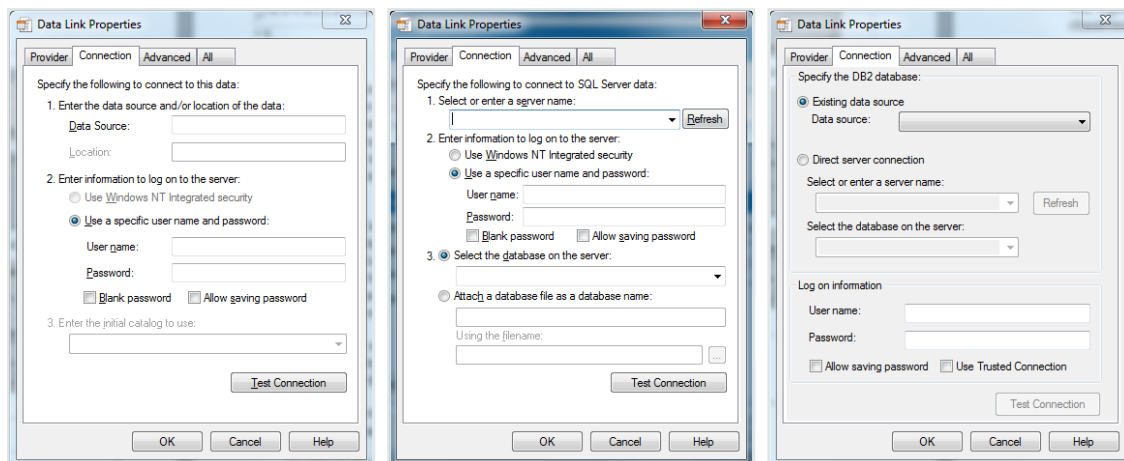 Data Link Properties
Provider Connection Advanced All
Specify the following to connect to this data:
1. Enter the data source and/or location of the data:
Data Source:
Location:
2. Enter information to log on to the server:
Use Windows NT Integrated security
Use a specific user name and password:
User name:
Password:
Blank password Allow saving password
3. Enter the initial catalog to use:
Test Connection
OK Cancel Help
Data Link Properties
Provider Connection Advanced All
Specify the following to connect to SQL Server data:
1. Select or enter a server name:
Refresh
2. Enter information to log on to the server:
Use Windows NT Integrated security
Use a specific user name and password:
User name:
Password:
Blank password Allow saving password
3. Select the database on the server:
Attach a database file as a database name:
Using the filename:
...
Test Connection
OK Cancel Help
Data Link Properties
Provider Connection Advanced All
Specify the DB2 database:
Existing data source
Data source:
Direct server connection
Select or enter a server name:
Refresh
Select the database on the server:
Log on information
User name:
Password:
Allow saving password Use Trusted Connection
Test Connection
OK Cancel Help